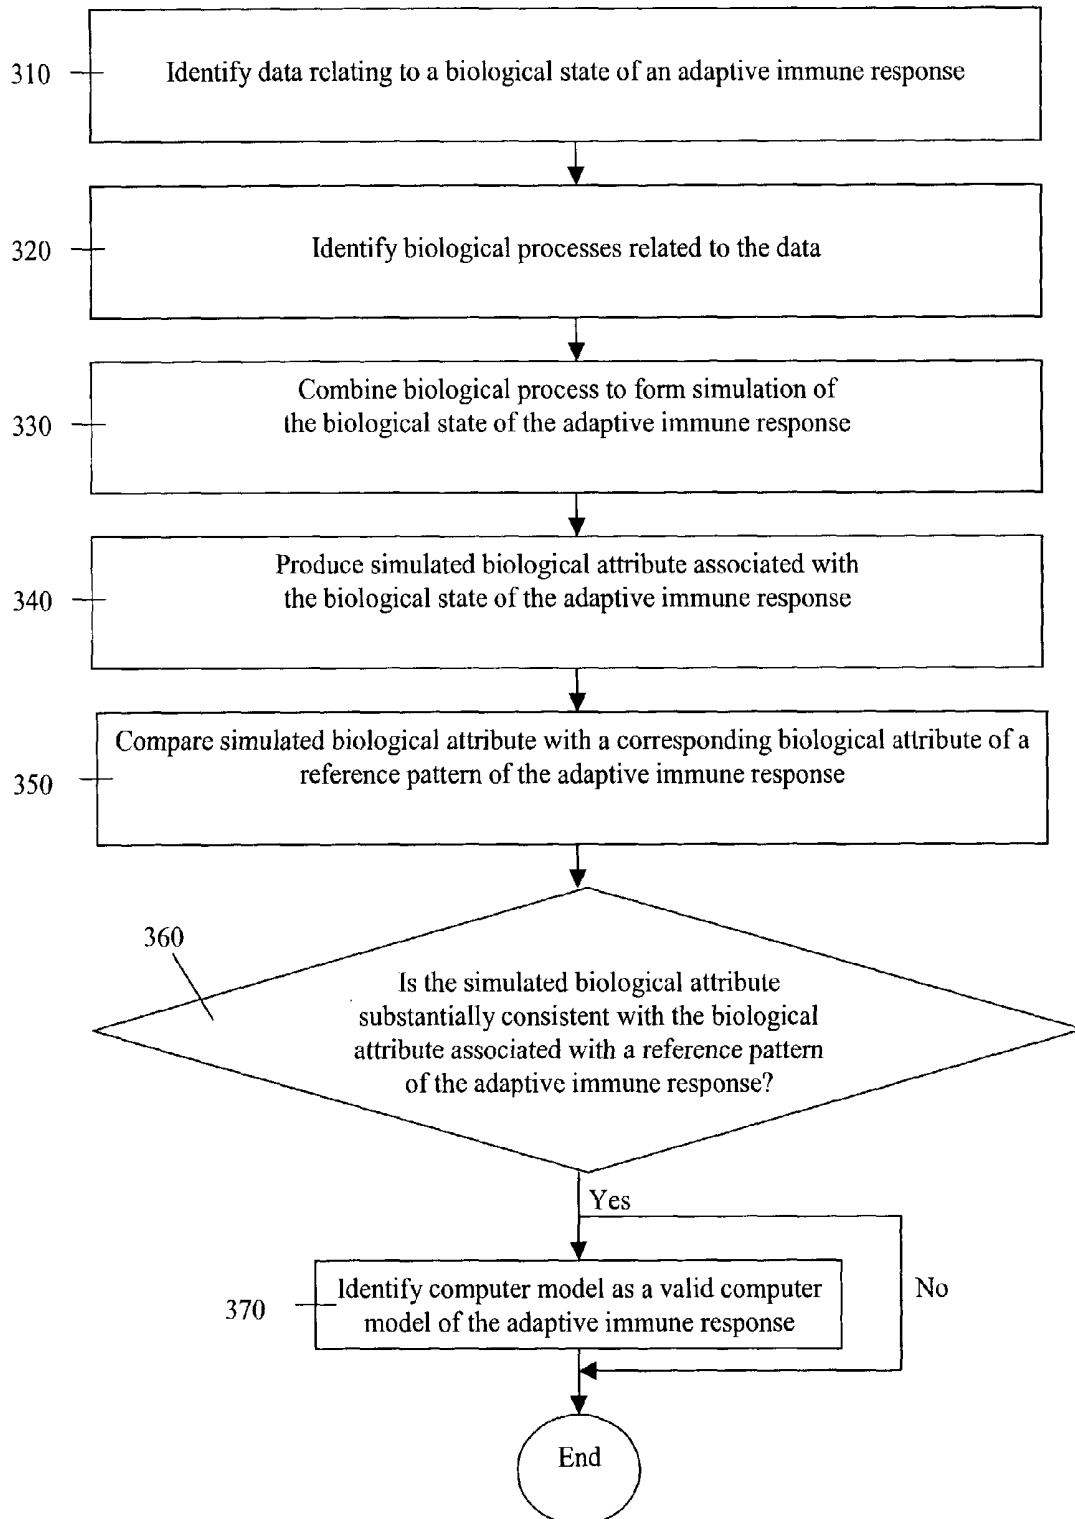 310
Identify data relating to a biological state of an adaptive immune response
320
Identify biological processes related to the data
330
Combine biological process to form simulation of
the biological state of the adaptive immune response
340
Produce simulated biological attribute associated with
the biological state of the adaptive immune response
350
Compare simulated biological attribute with a corresponding biological attribute of a
reference pattern of the adaptive immune response
360
Is the simulated biological attribute
substantially consistent with the biological
attribute associated with a reference pattern
of the adaptive immune response?
Yes
No
370
Identify computer model as a valid computer
model of the adaptive immune response
End